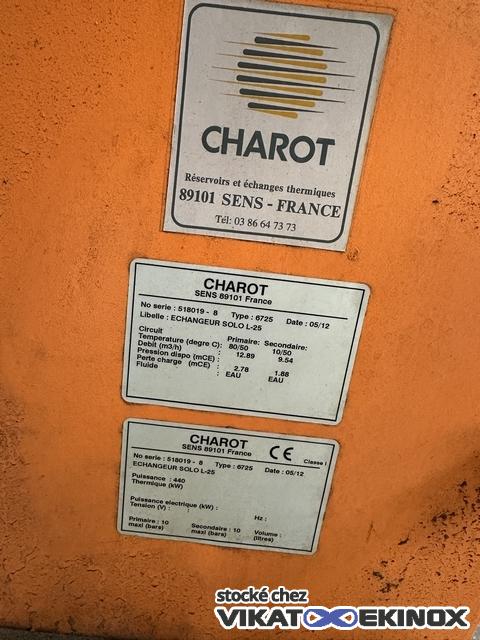 CHAROT
Réservoirs et échanges thermiques
89101 SENS - FRANCE
Tél: 03 86 64 73 73
CHAROT
SENS 89101 France
No serie : 518019 - 8 Type : 6725 Date : 05/12
Libelle : ECHANGEUR SOLO L-25
Circuit Primaire: Secondaire:
Temperature (degre C): 80/50 10/50
Debit (m3/h) : 12.89 9.54
Pression dispo (mCE) :
Perte charge (mCE) : 2.78 1.88
Fluide : EAU EAU
CHAROT CE
SENS 89101 France Classe I
No serie : 518019 - 8 Type : 6725 Date : 05/12
ECHANGEUR SOLO L-25
Puissance : 440
Thermique (kW)
Puissance electrique (kW) :
Tension (V) : Hz :
Primaire : 10 Secondaire : 10 Volume :
maxi (bars) maxi (bars) (litres)
stocké chez
VIKAT EKINOX